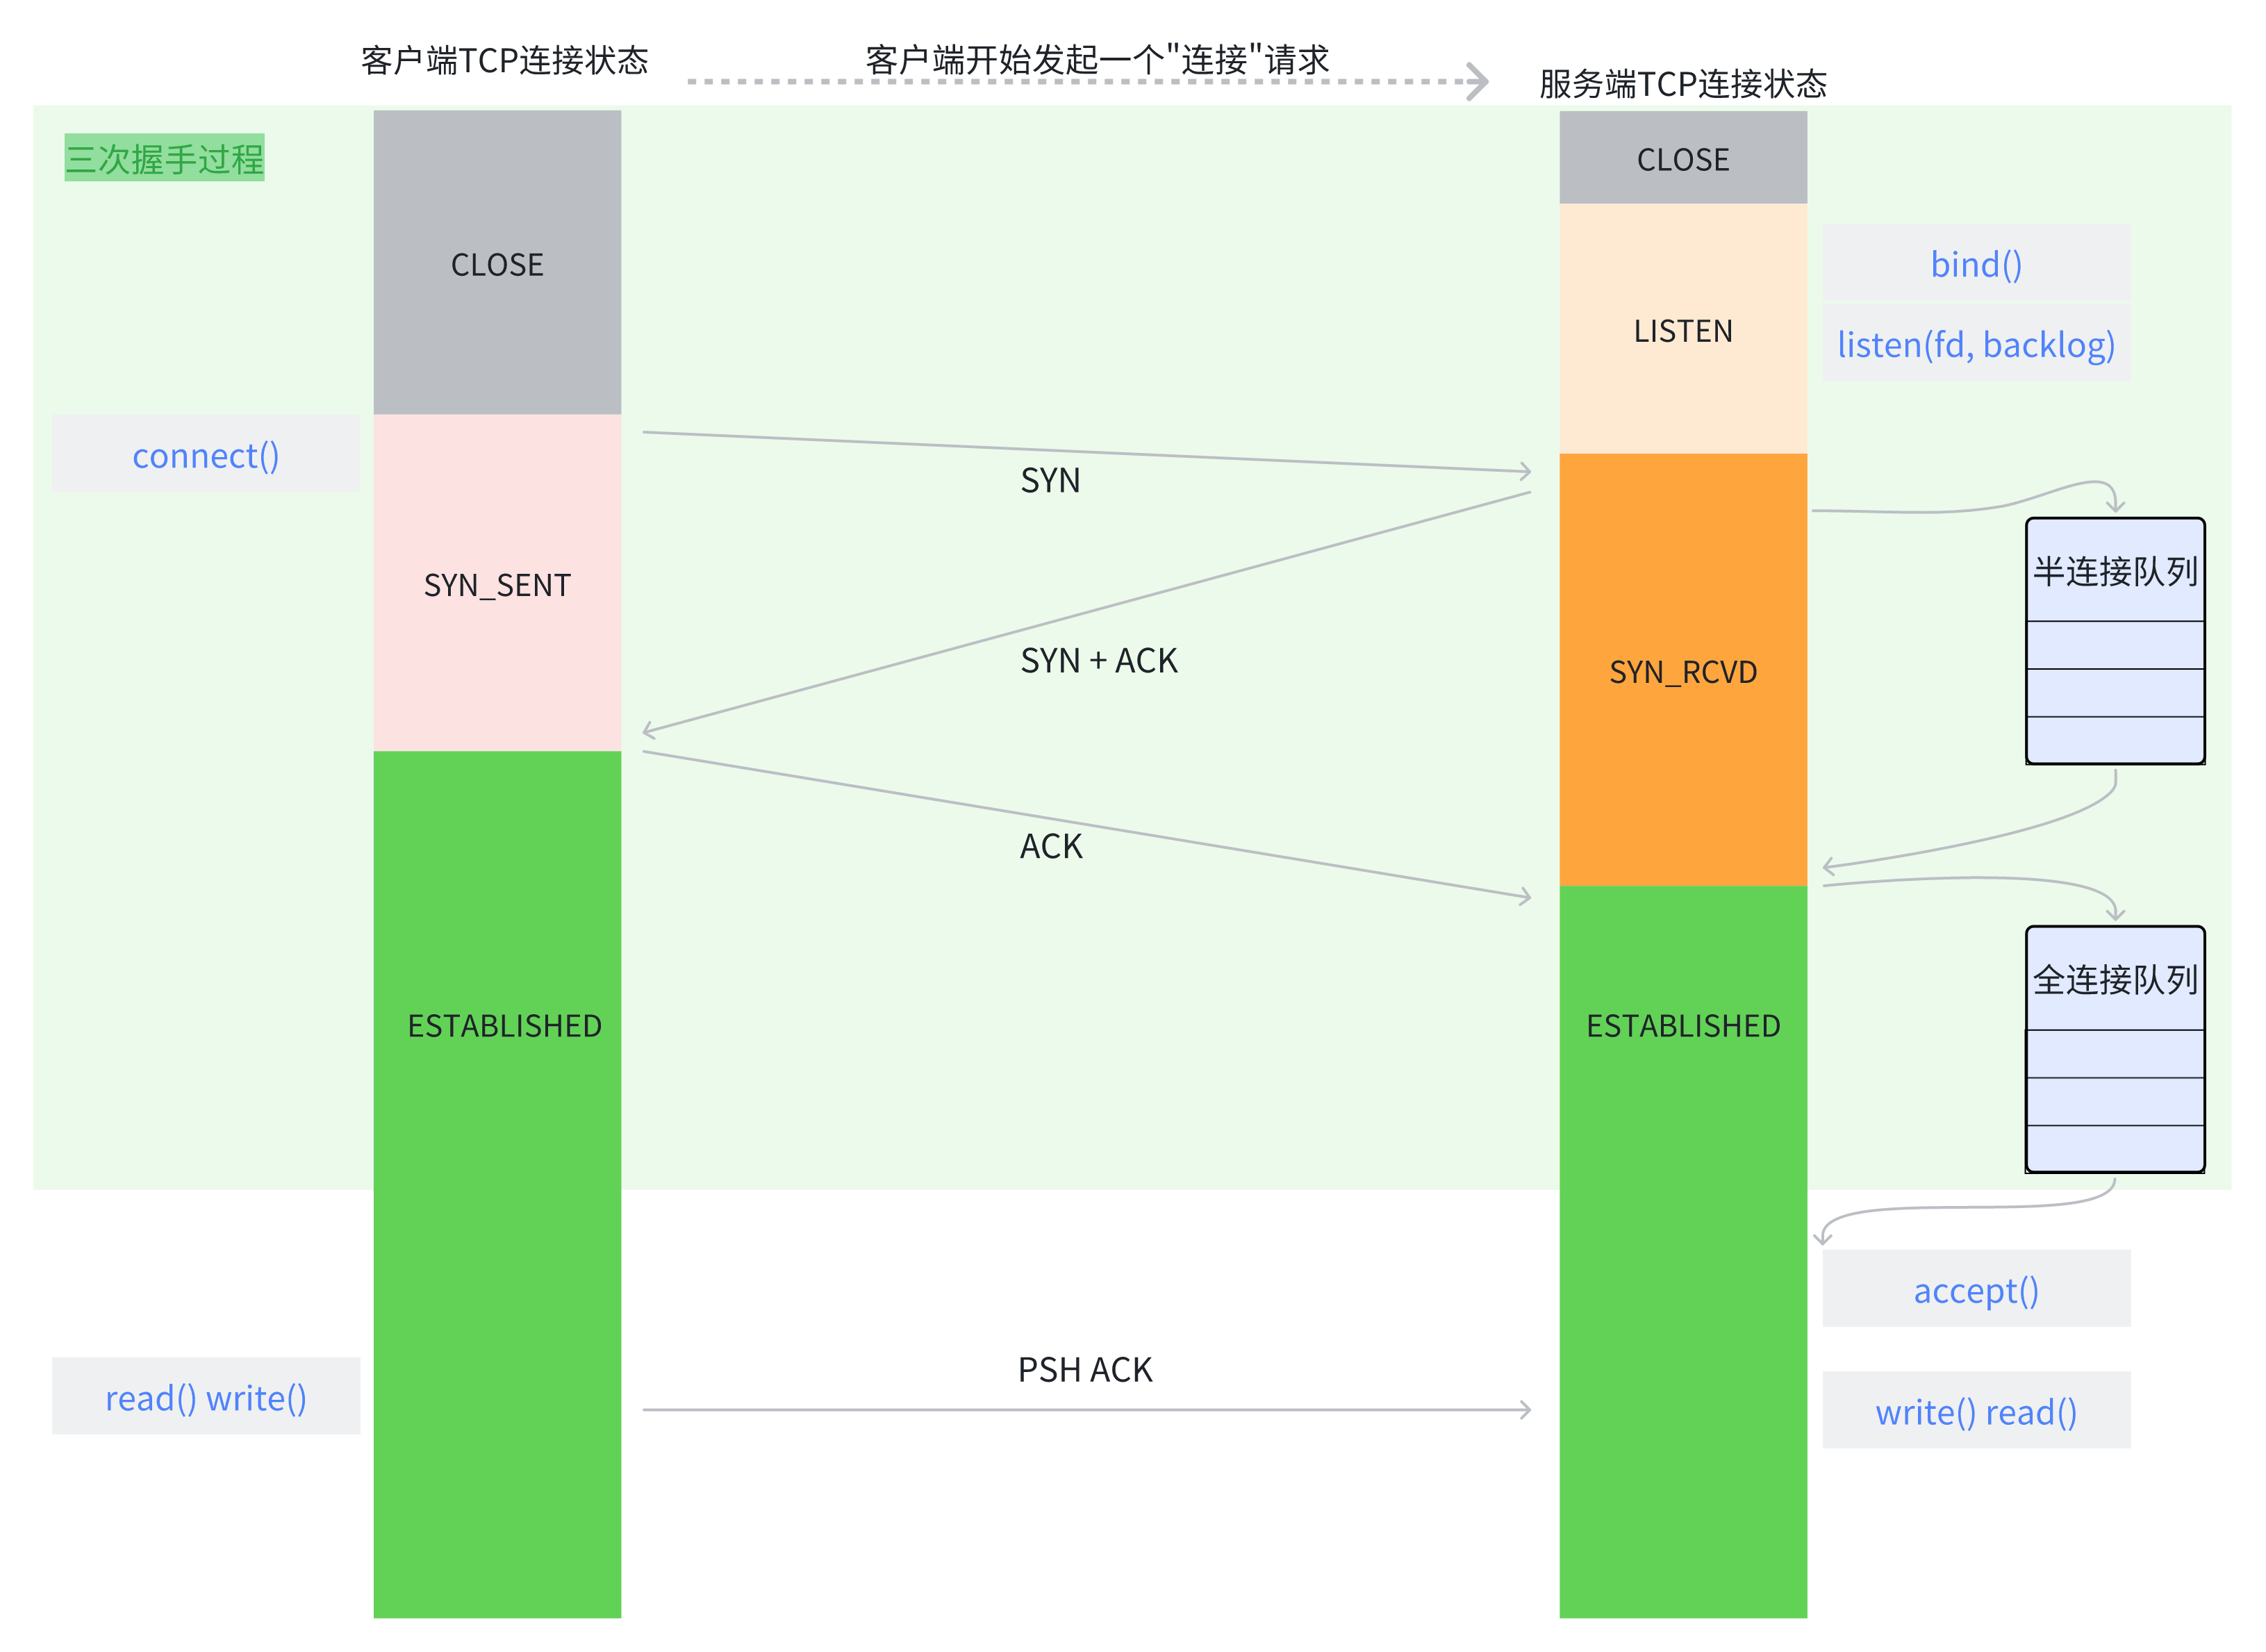 客户端TCP连接状态
客户端开始发起一个"连接"请求
服务端TCP连接状态
三次握手过程
CLOSE
CLOSE
bind()
LISTEN
listen(fd, backlog)
connect()
SYN
SYN_SENT
半连接队列
SYN + ACK
SYN_RCVD
ACK
全连接队列
ESTABLISHED
ESTABLISHED
accept()
PSH ACK
read() write()
write() read()